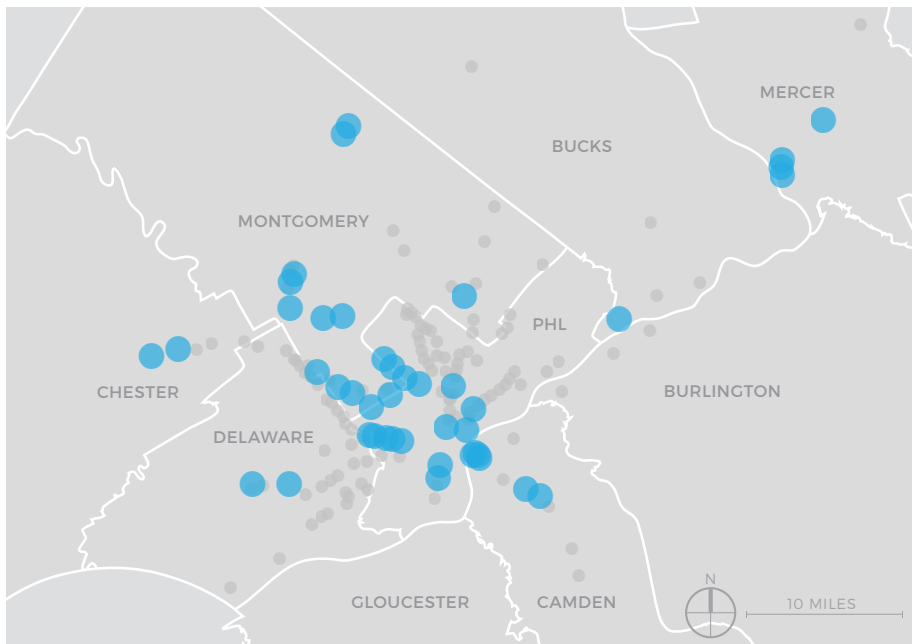 MERCER
BUCKS
MONTGOMERY
PHL
CHESTER
BURLINGTON
DELAWARE
N
GLOUCESTER
CAMDEN
10 MILES